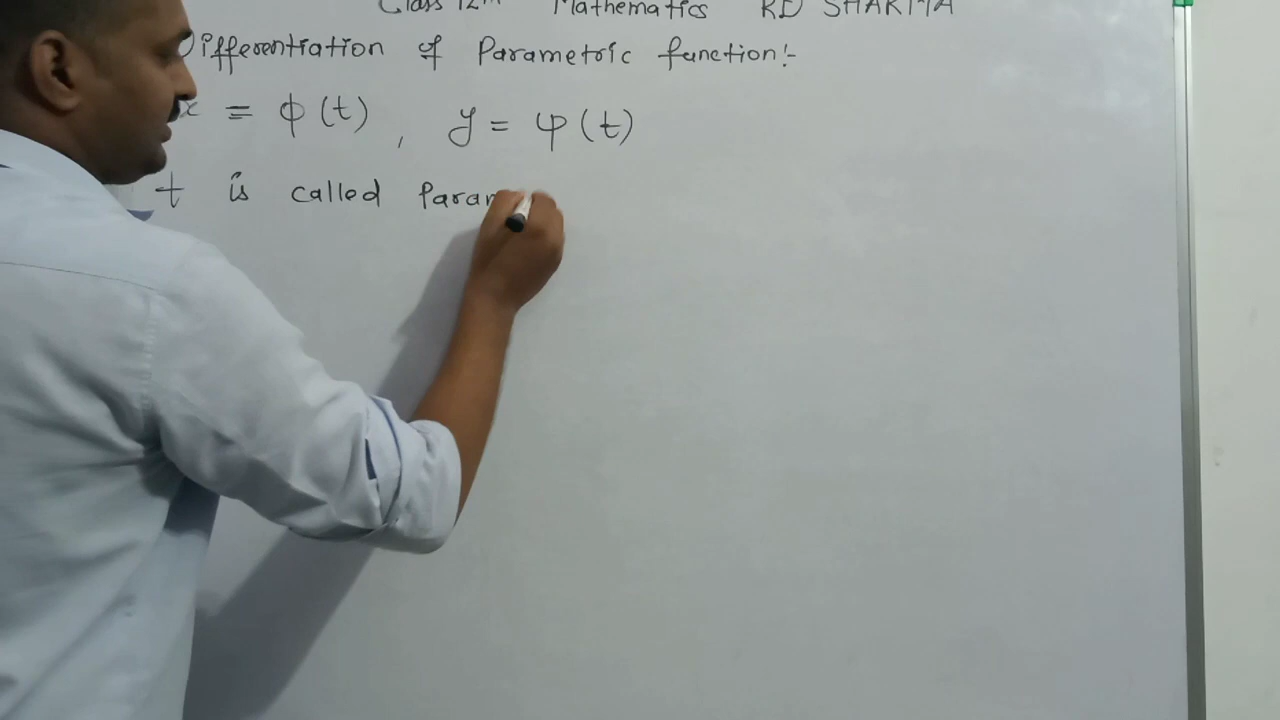 Class 12th Mathematics RD SHARMA
Differentiation of Parametric function:-
x = ϕ(t), y = ψ(t)
t is called Param